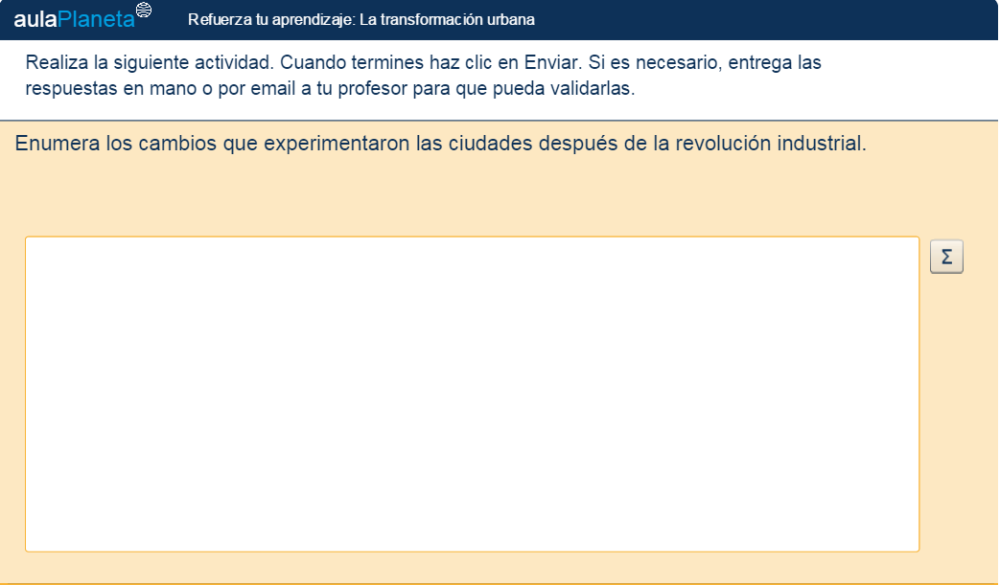 aulaPlaneta Refuerza tu aprendizaje: La transformación urbana
Realiza la siguiente actividad. Cuando termines haz clic en Enviar. Si es necesario, entrega las
respuestas en mano o por email a tu profesor para que pueda validarlas.
Enumera los cambios que experimentaron las ciudades después de la revolución industrial.
Σ